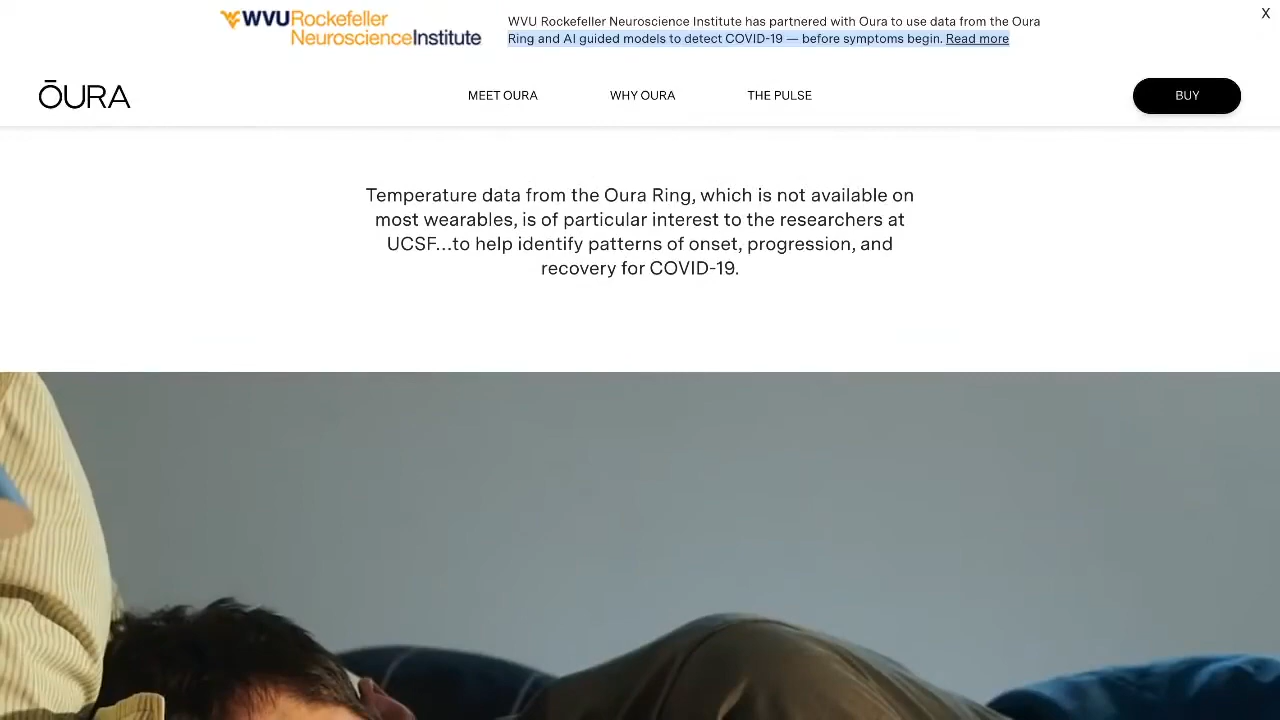 WVURockefeller
NeuroscienceInstitute
WVU Rockefeller Neuroscience Institute has partnered with Oura to use data from the Oura
Ring and AI guided models to detect COVID-19 — before symptoms begin. Read more
X
ŌURA
MEET OURA
WHY OURA
THE PULSE
BUY
Temperature data from the Oura Ring, which is not available on
most wearables, is of particular interest to the researchers at
UCSF...to help identify patterns of onset, progression, and
recovery for COVID-19.